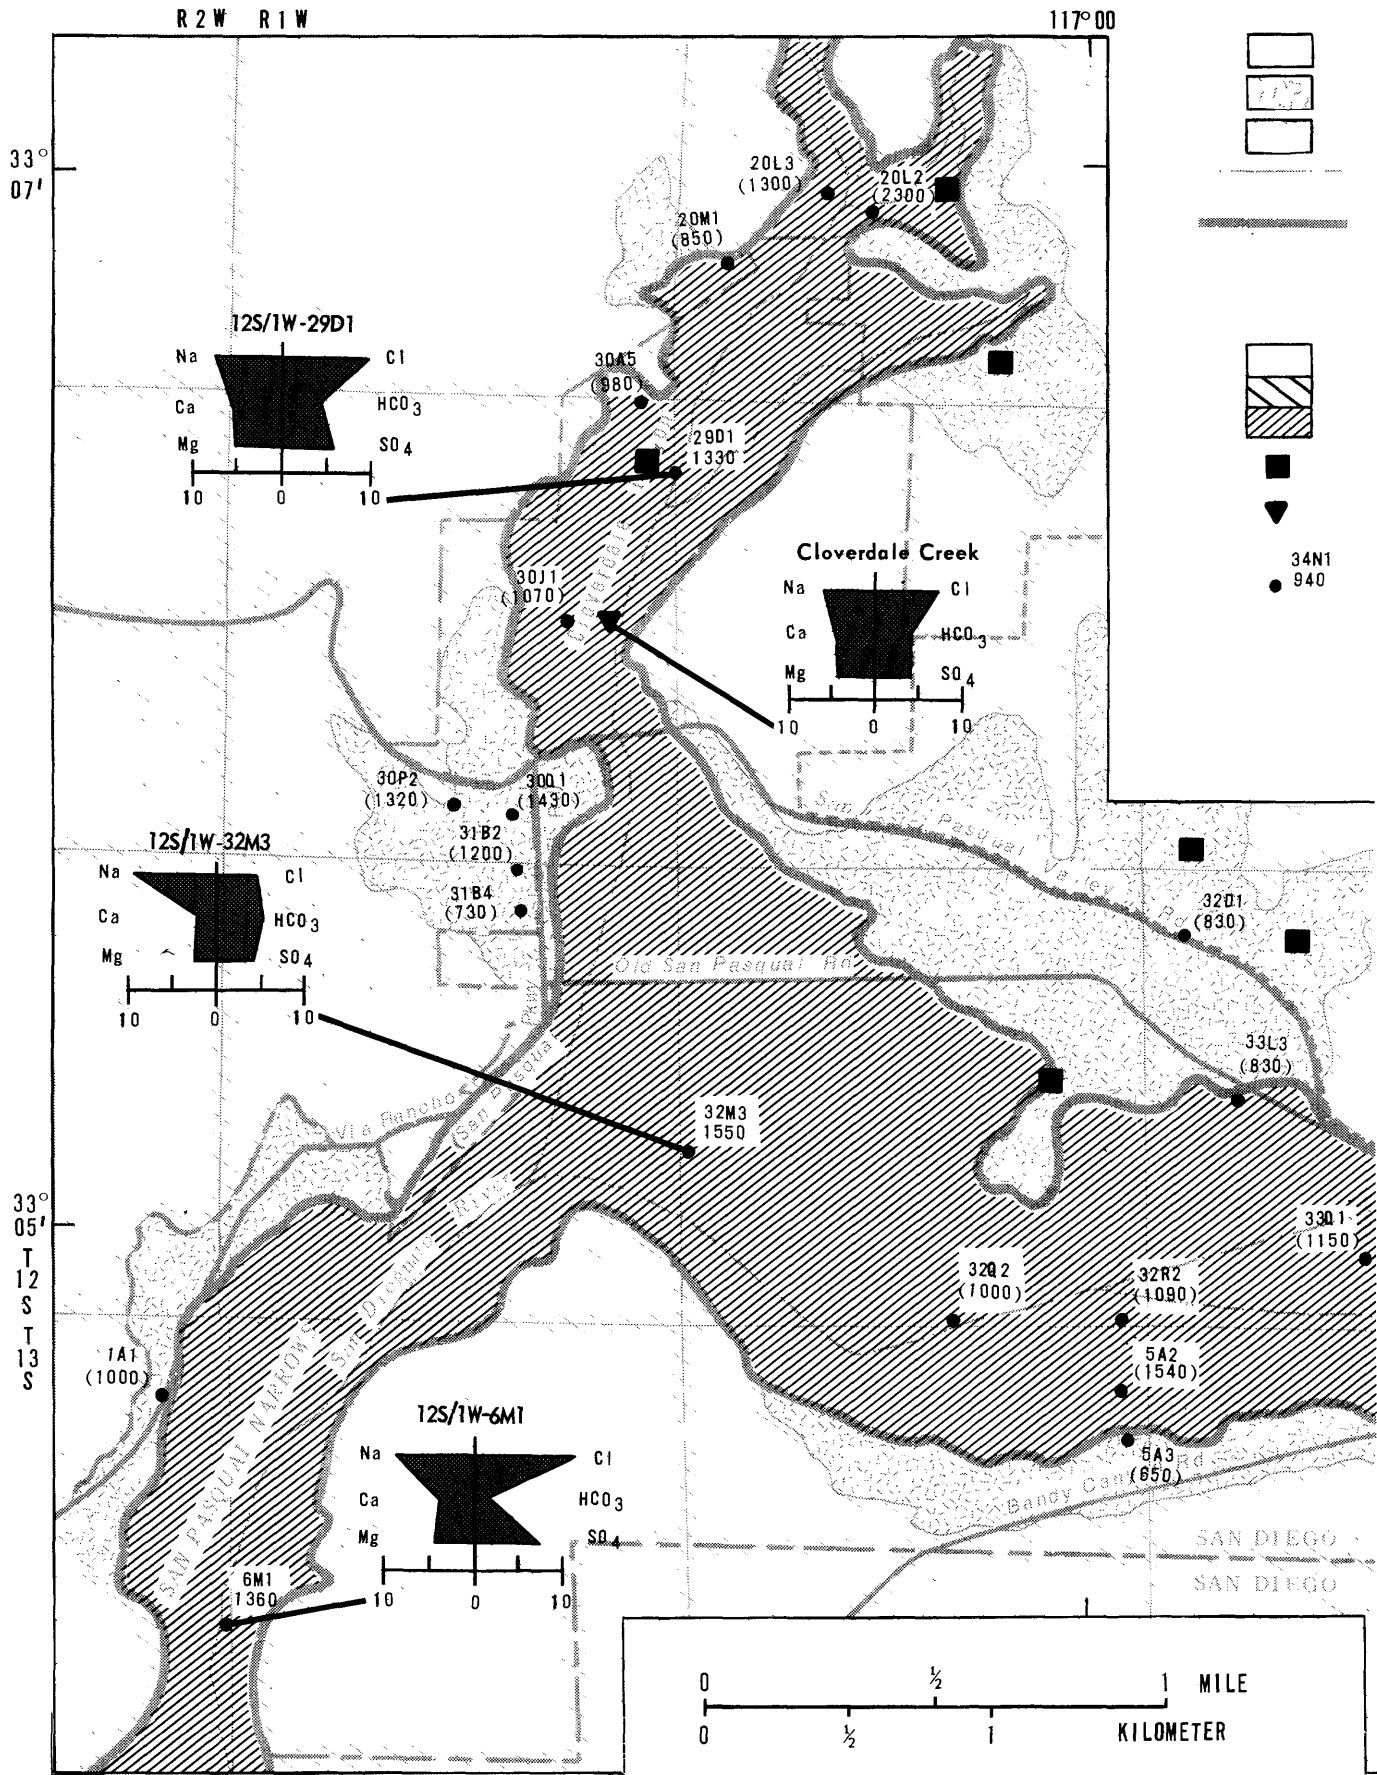 R 2 W R 1 W
117° 00
33°
07'
20L3
(1300)
20L2
(2300)
20M1
(850)
12S/1W-29D1
Na
Cl
Ca
HCO3
Mg
SO4
10
0
10
30A5
(980)
29D1
1330
34N1
940
Cloverdale Creek
Na
Cl
Ca
HCO3
Mg
SO4
10
0
10
Cloverdale
30J1
(1070)
30P2
(1320)
30Q1
(1430)
31B2
(1200)
31B4
(730)
San Pasqual Valley Rd
32D1
(830)
12S/1W-32M3
Na
Cl
Ca
HCO3
Mg
SO4
10
0
10
Old San Pasqual Rd
33L3
(830)
Via Rancho
(San Pasqual
San Dieguito River
32M3
1550
33°
05'
T
12
S
T
13
S
33Q1
(1150)
32Q2
(1000)
32R2
(1090)
5A2
(1540)
1A1
(1000)
SAN PASQUAL NARROWS
12S/1W-6M1
Na
Cl
Ca
HCO3
Mg
SO4
10
0
10
5A3
(650)
Bandy Canyon Rd
SAN DIEGO
SAN DIEGO
6M1
1360
0 ½ 1 MILE
0 ½ 1 KILOMETER